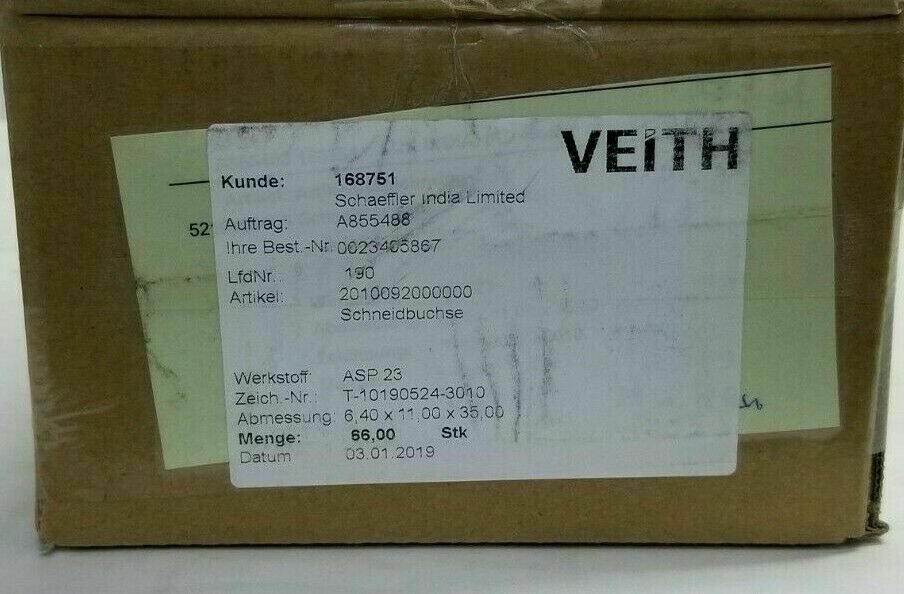 VEiTH
Kunde: 168751
Schaeffler India Limited
Auftrag: A855488
Ihre Best.-Nr. 0023405867
LfdNr.: 190
Artikel: 2010092000000
Schneidbuchse
Werkstoff: ASP 23
Zeich.-Nr.: T-10190524-3010
Abmessung: 6,40 x 11,00 x 35,00
Menge: 66,00 Stk
Datum 03.01.2019